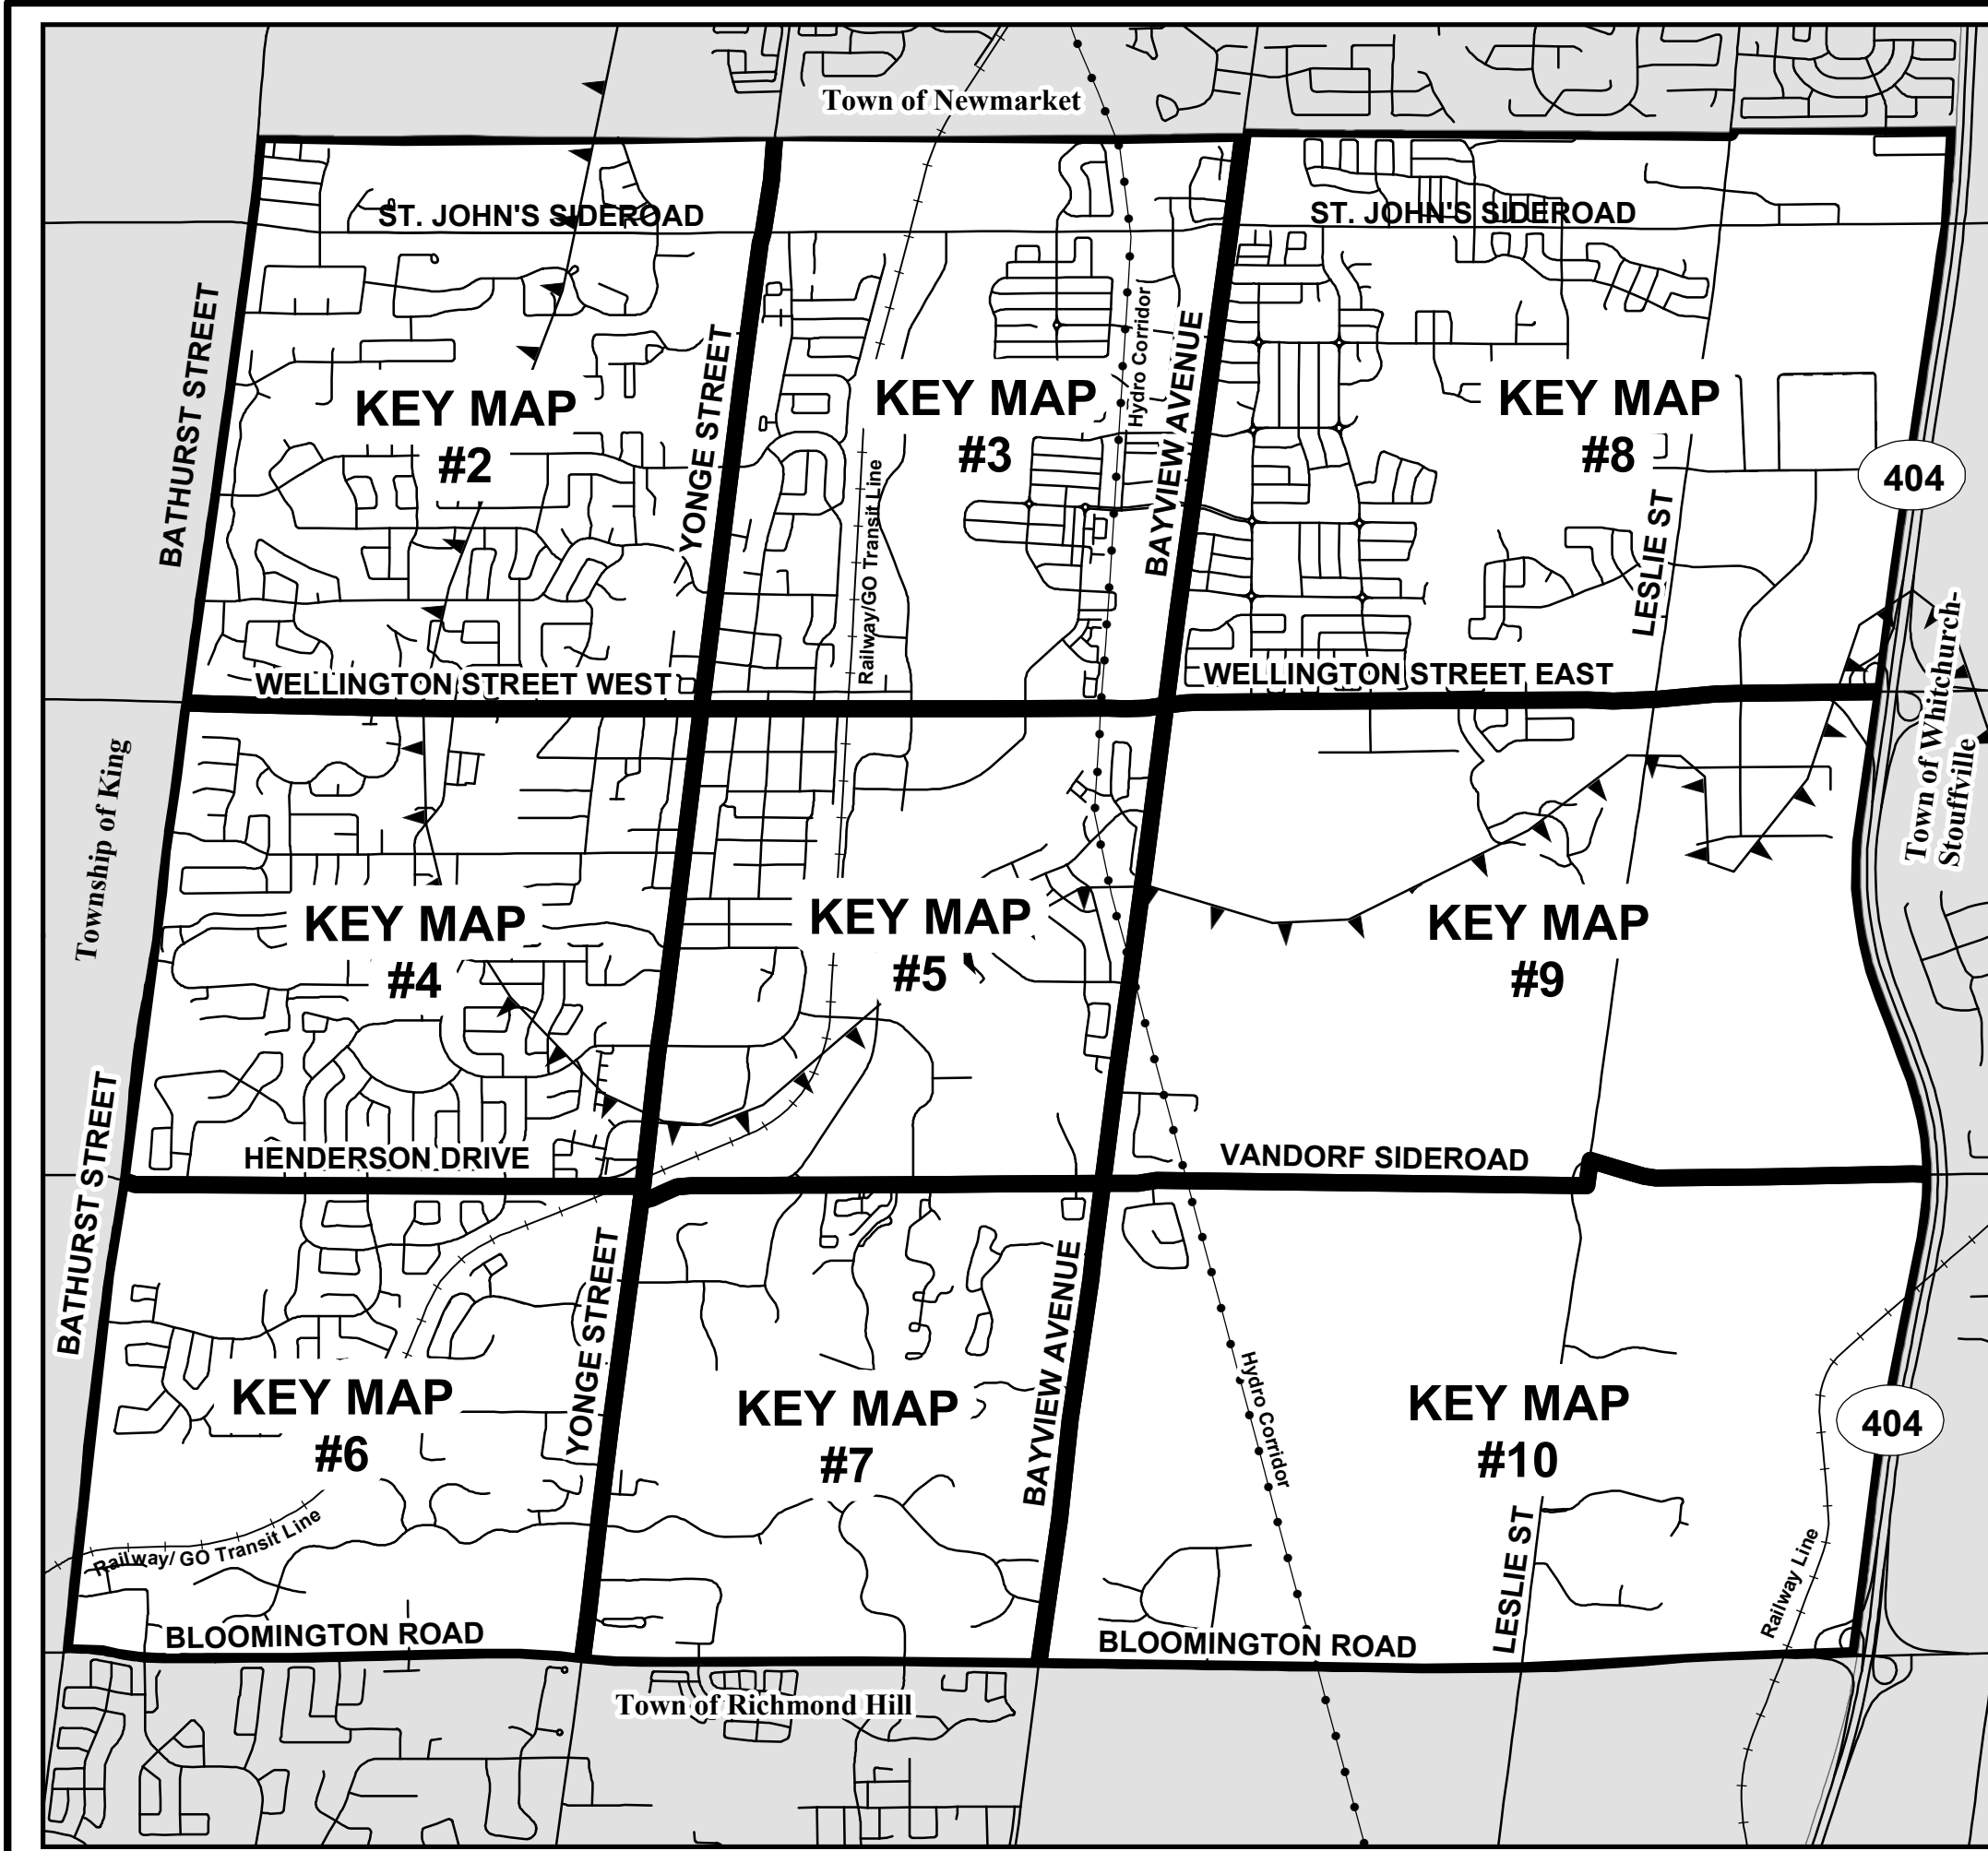 Town of Newmarket
ST. JOHN'S SIDEROAD
ST. JOHN'S SIDEROAD
BATHURST STREET
YONGE STREET
Hydro Corridor
BAYVIEW AVENUE
KEY MAP
#2
KEY MAP
#3
KEY MAP
#8
404
Railway/GO Transit Line
LESLIE ST
Town of Whitchurch-
Stouffville
WELLINGTON STREET WEST
WELLINGTON STREET EAST
Township of King
KEY MAP
#4
KEY MAP
#5
KEY MAP
#9
BATHURST STREET
HENDERSON DRIVE
VANDORF SIDEROAD
YONGE STREET
BAYVIEW AVENUE
Hydro Corridor
KEY MAP
#6
KEY MAP
#7
KEY MAP
#10
404
Railway/ GO Transit Line
LESLIE ST
Railway Line
BLOOMINGTON ROAD
BLOOMINGTON ROAD
Town of Richmond Hill